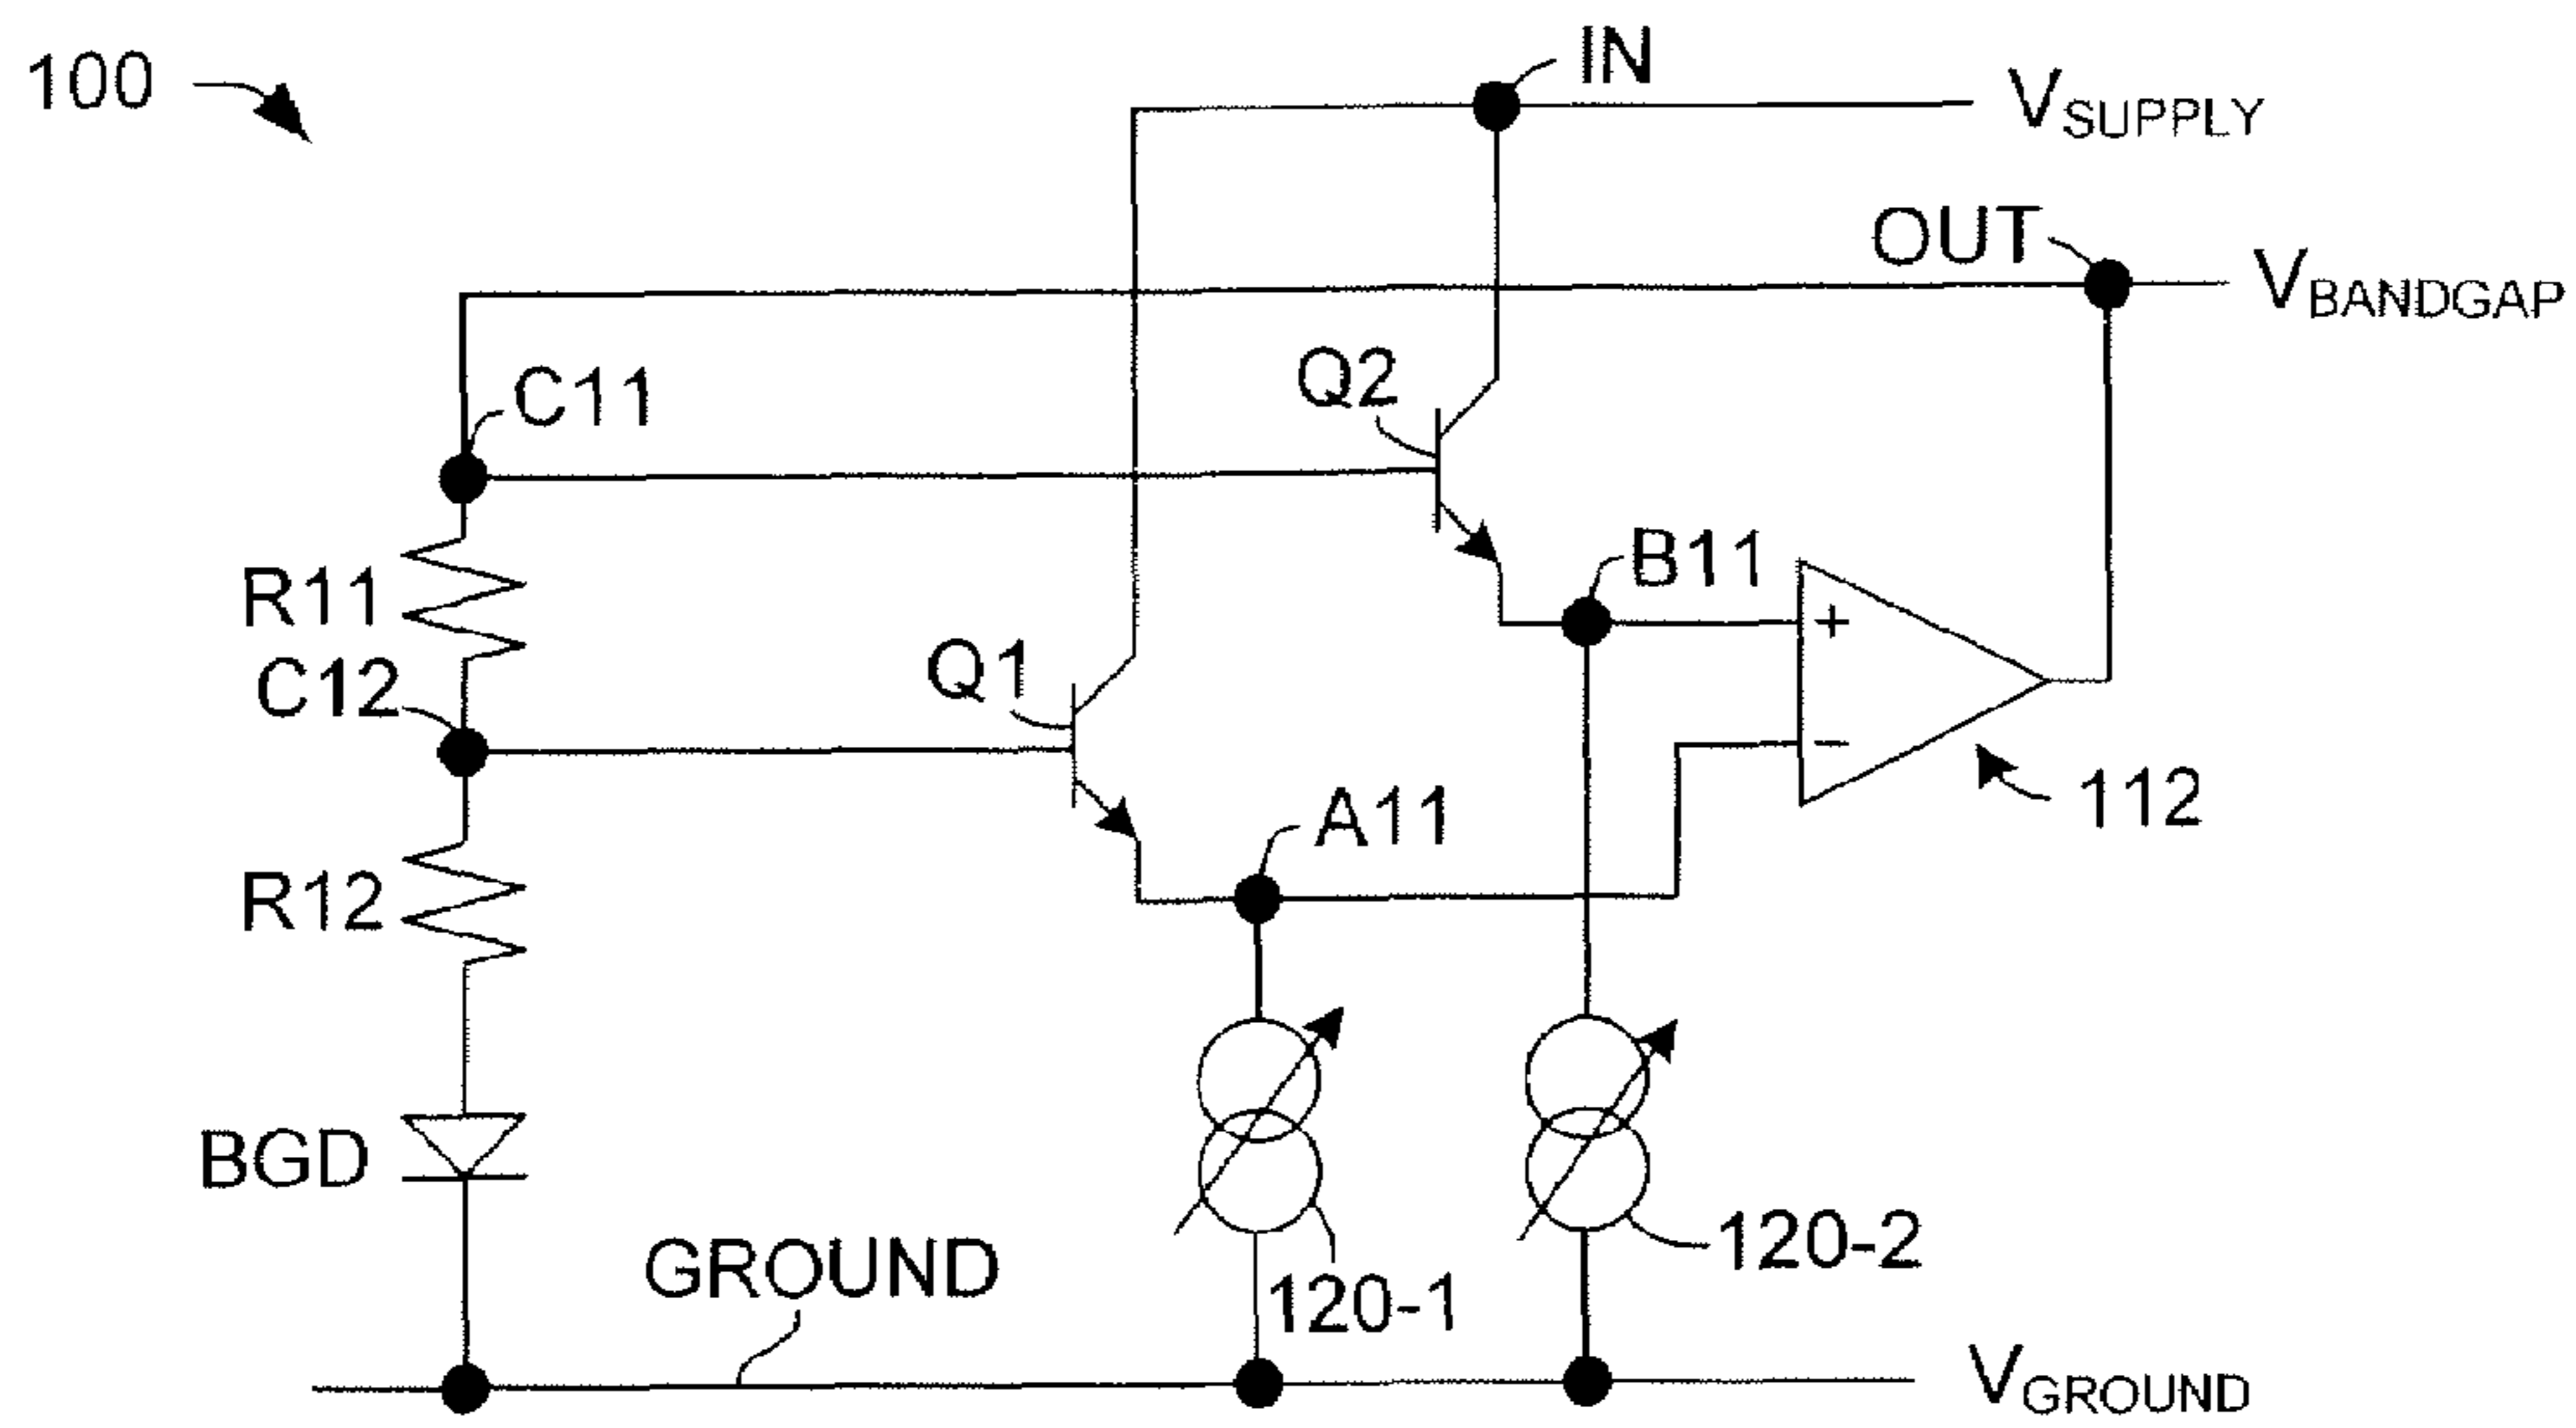 100
IN
VSUPPLY
OUT
VBANDGAP
Q2
C11
B11
R11
Q1
C12
+
−
112
A11
R12
BGD
120-2
GROUND
120-1
VGROUND